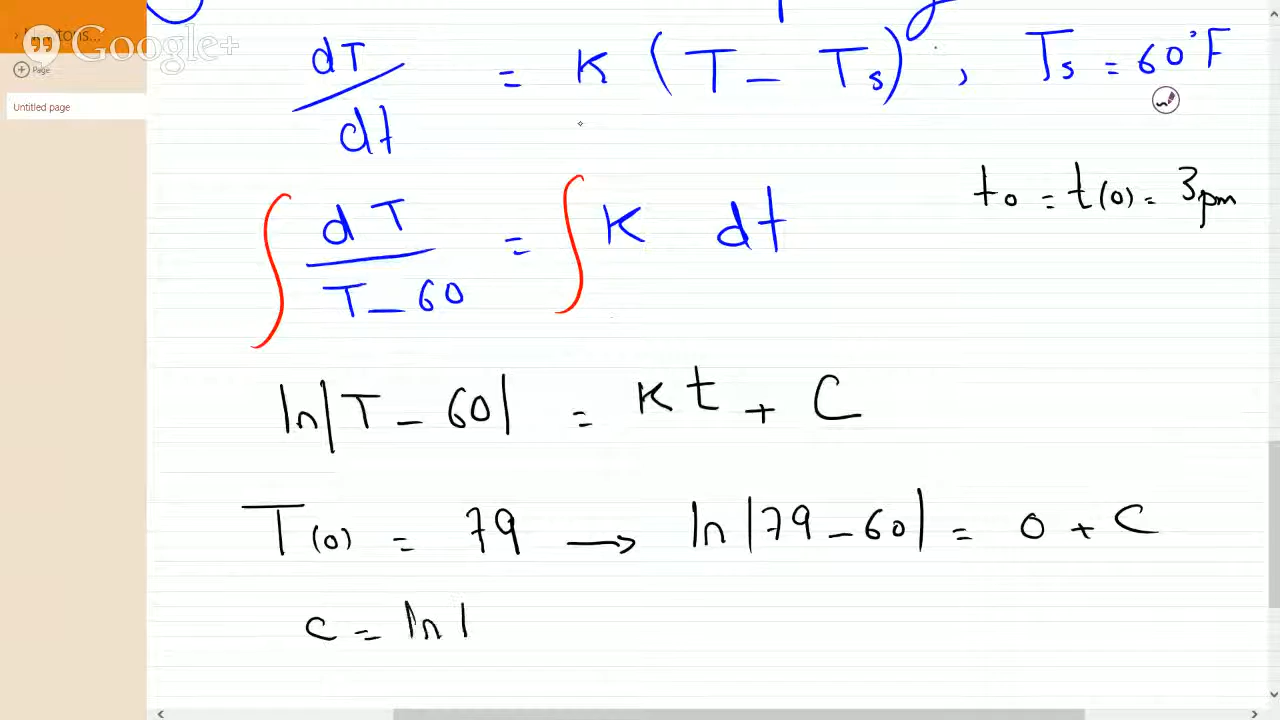 Google+
Page
Untitled page
dT/dt = K (T - Ts) , Ts = 60°F
t0 = t(0) = 3pm
∫ dT/(T - 60) = ∫ K dt
ln|T - 60| = Kt + C
T(0) = 79 → ln|79 - 60| = 0 + C
C = ln 1